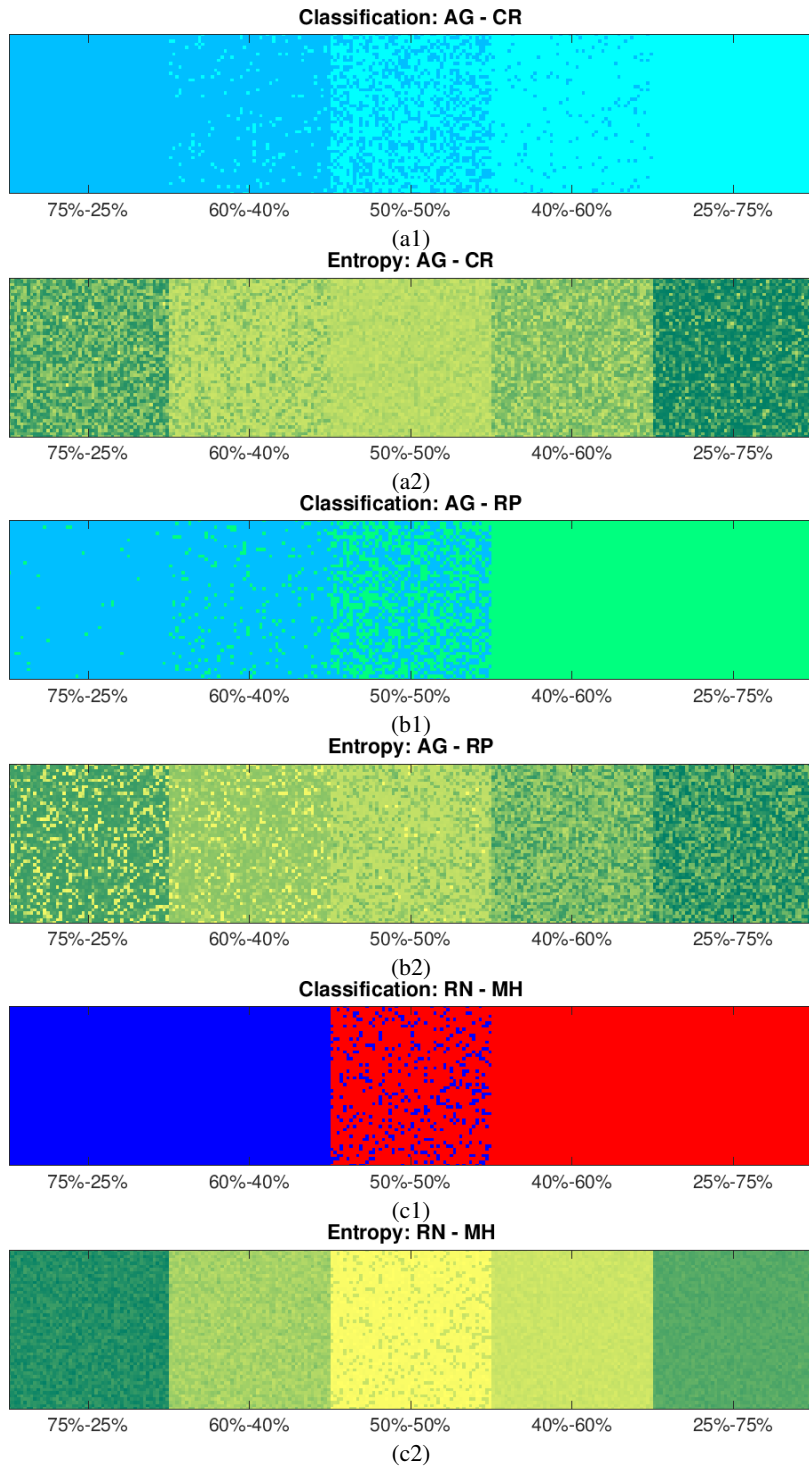 Classification: AG - CR
75%-25% 60%-40% 50%-50% 40%-60% 25%-75%
(a1)
Entropy: AG - CR
75%-25% 60%-40% 50%-50% 40%-60% 25%-75%
(a2)
Classification: AG - RP
75%-25% 60%-40% 50%-50% 40%-60% 25%-75%
(b1)
Entropy: AG - RP
75%-25% 60%-40% 50%-50% 40%-60% 25%-75%
(b2)
Classification: RN - MH
75%-25% 60%-40% 50%-50% 40%-60% 25%-75%
(c1)
Entropy: RN - MH
75%-25% 60%-40% 50%-50% 40%-60% 25%-75%
(c2)